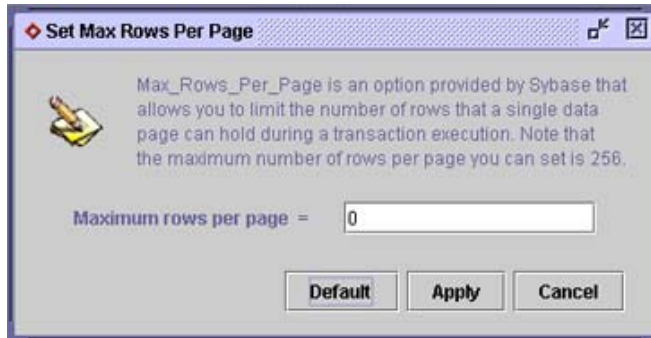 Set Max Rows Per Page
Max_Rows_Per_Page is an option provided by Sybase that
allows you to limit the number of rows that a single data
page can hold during a transaction execution. Note that
the maximum number of rows per page you can set is 256.
Maximum rows per page = 0
Default Apply Cancel